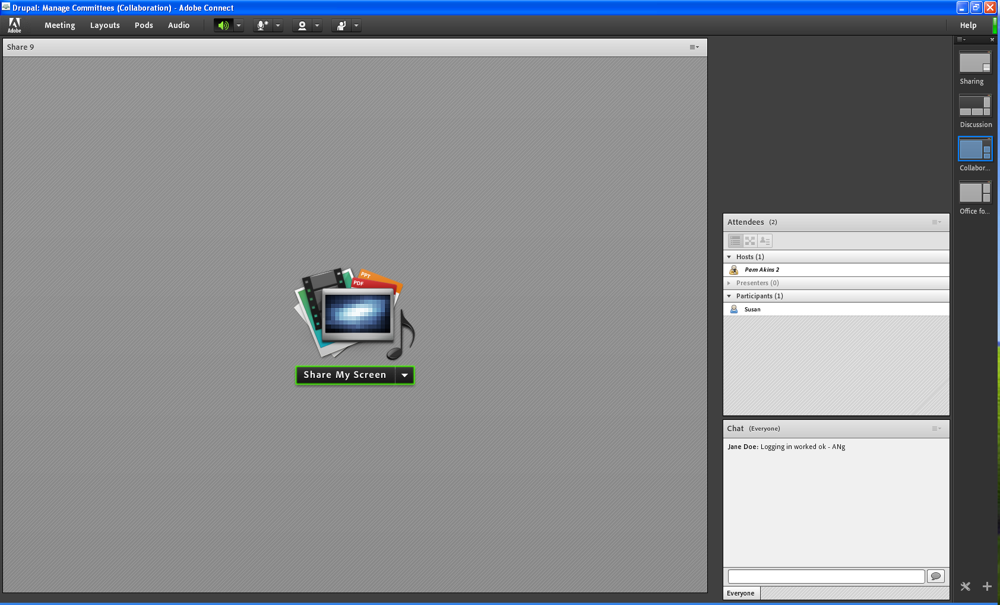 Drupal: Manage Committees (Collaboration) - Adobe Connect
Adobe
Meeting
Layouts
Pods
Audio
Help
Share 9
Sharing
Discussion
Collabor...
Office fo...
PPT
PDF
Share My Screen
Attendees (2)
Hosts (1)
Pam Akins 2
Presenters (0)
Participants (1)
Susan
Chat (Everyone)
Jane Doe: Logging in worked ok - ANg
Everyone